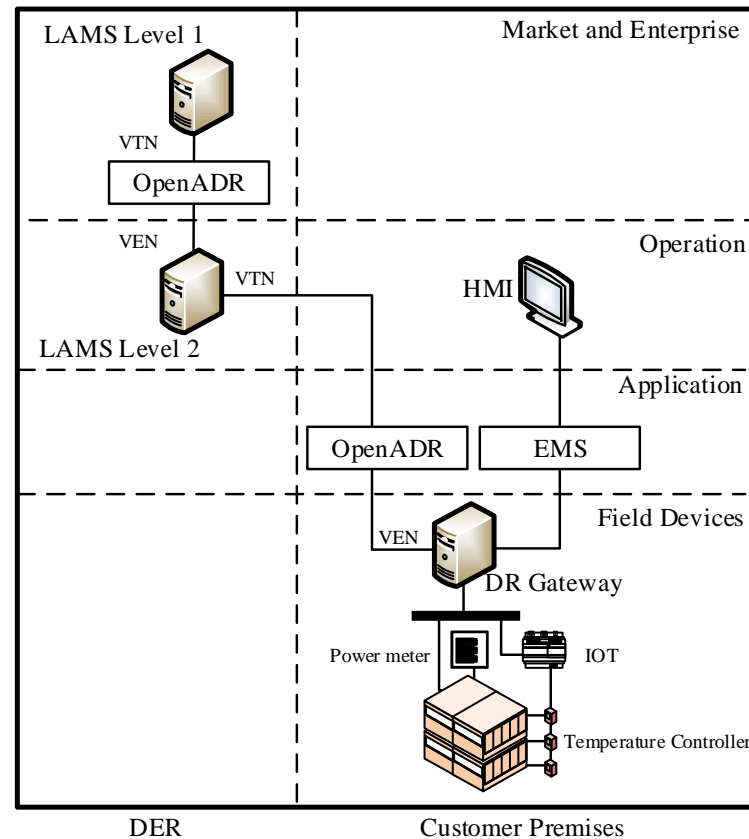 LAMS Level 1
Market and Enterprise
VTN
OpenADR
VEN
Operation
VTN
HMI
LAMS Level 2
Application
OpenADR
EMS
Field Devices
VEN
DR Gateway
Power meter
IOT
Temperature Controller
DER
Customer Premises